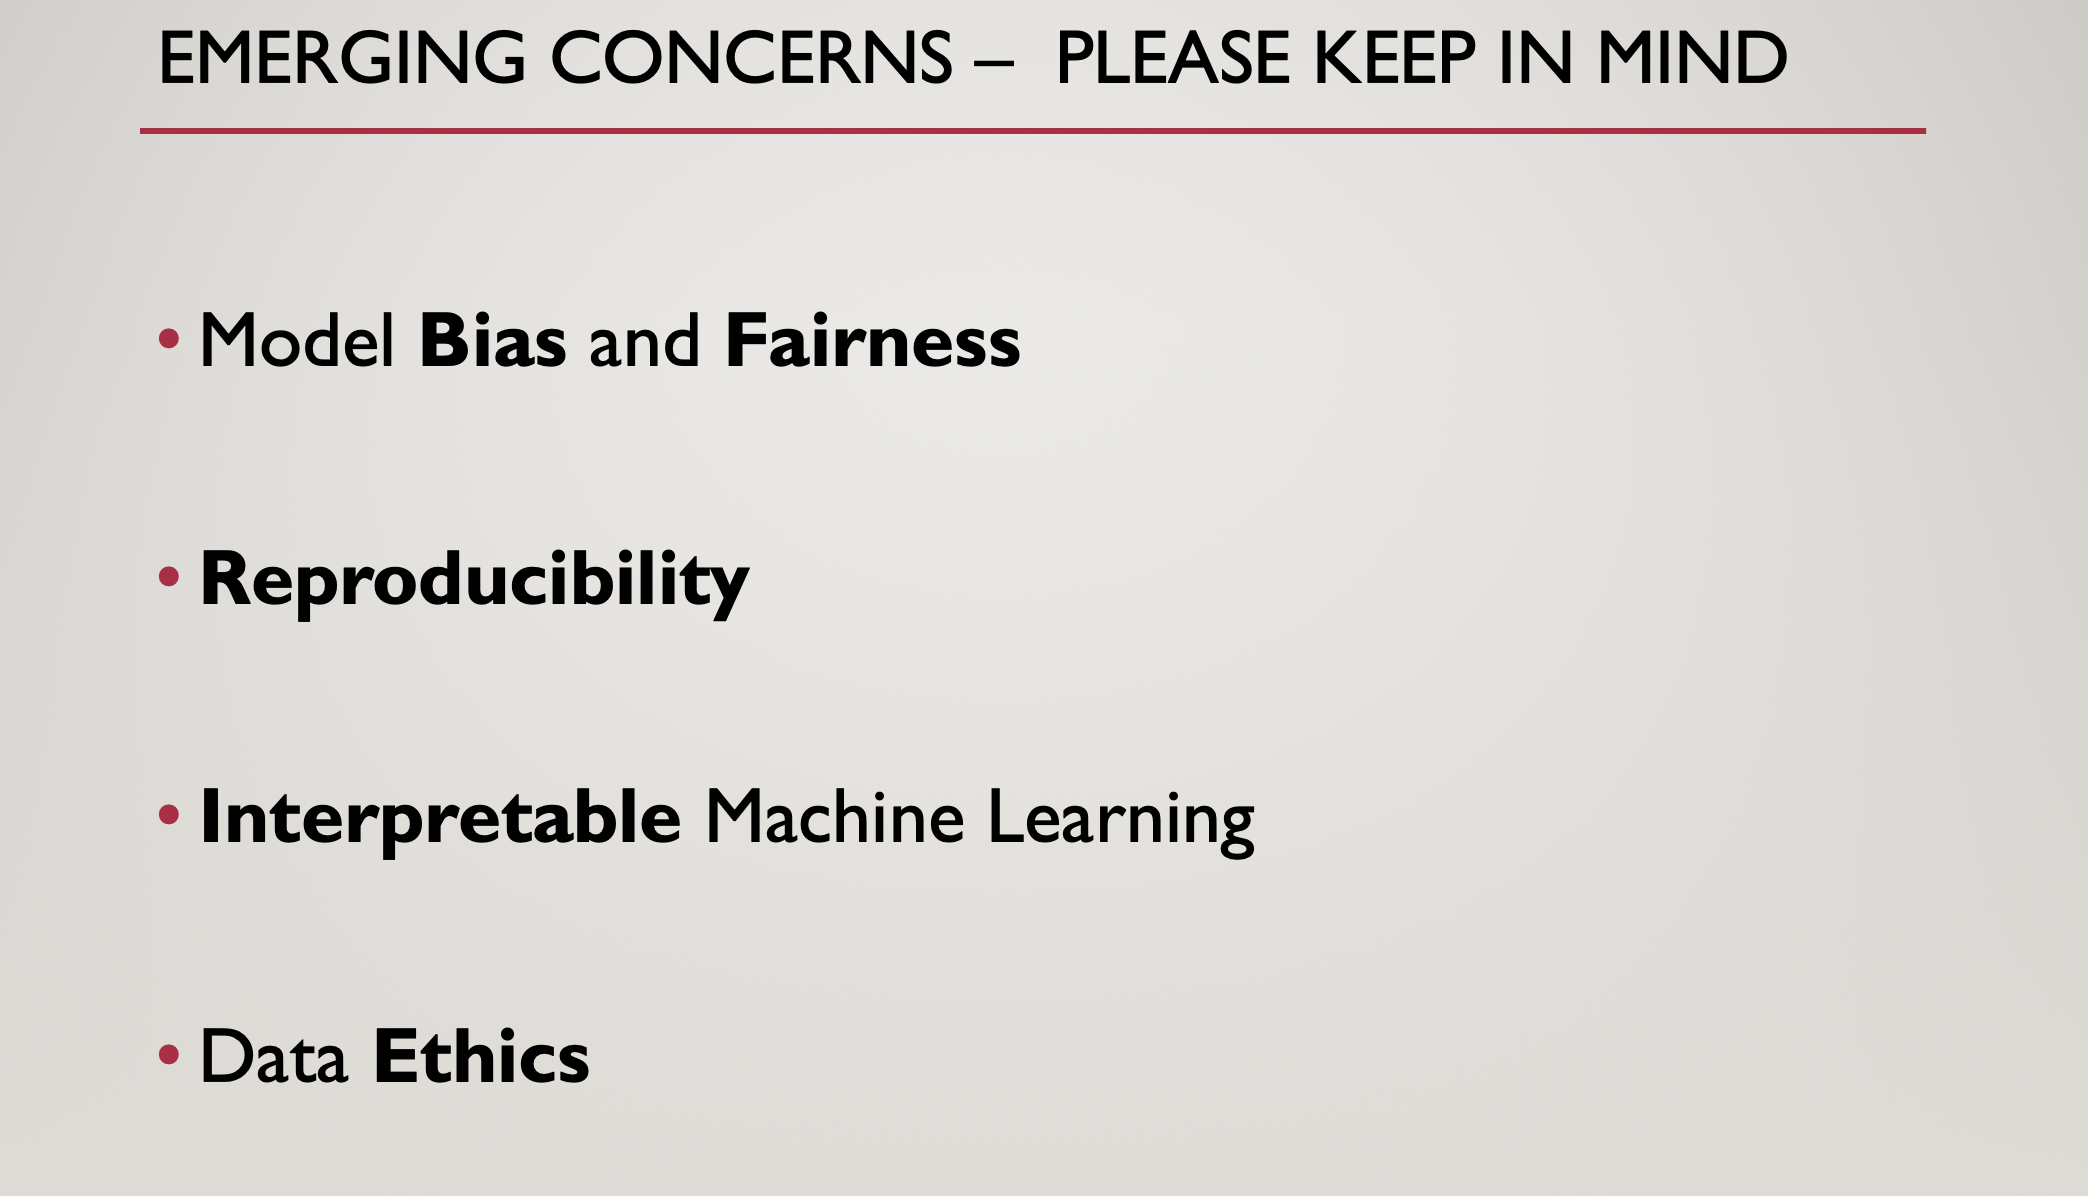 EMERGING CONCERNS – PLEASE KEEP IN MIND
• Model Bias and Fairness
• Reproducibility
• Interpretable Machine Learning
• Data Ethics